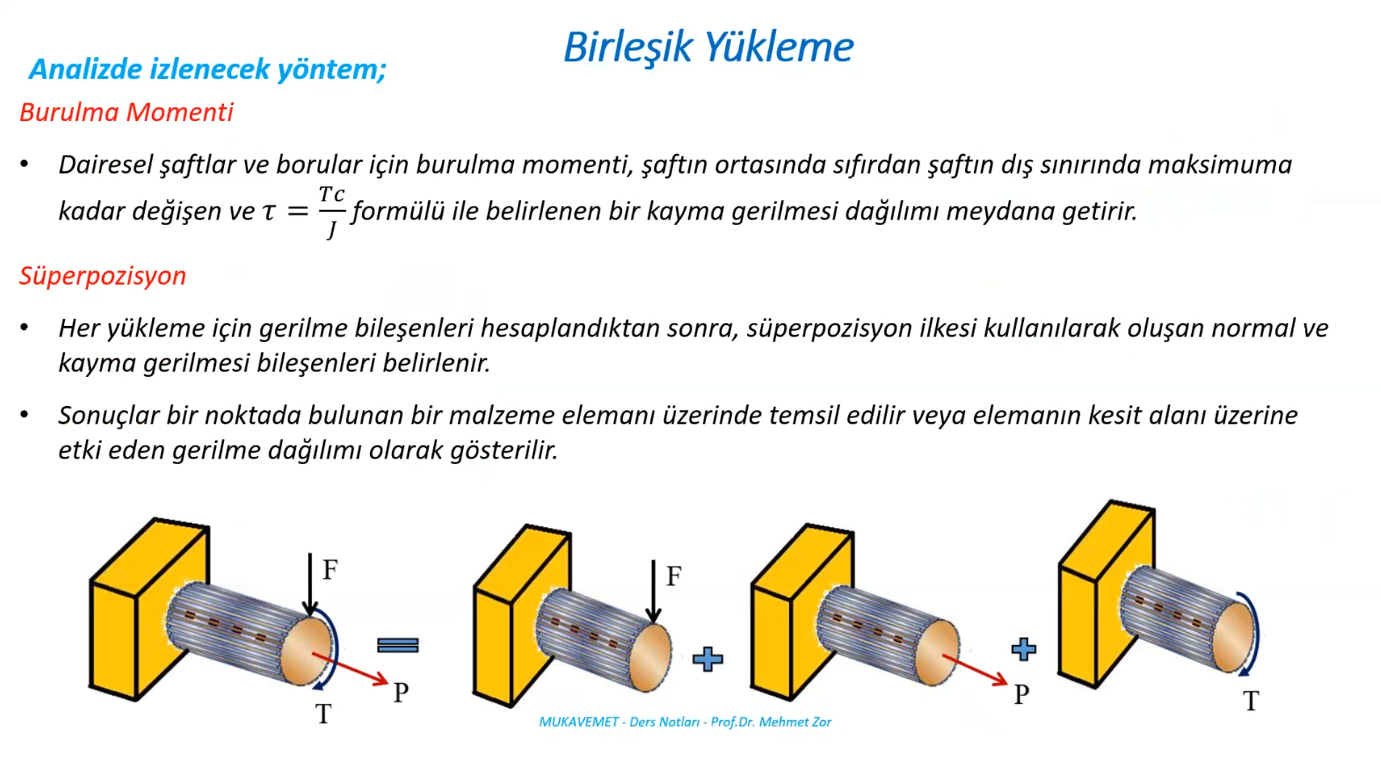 Birleşik Yükleme
Analizde izlenecek yöntem;
Burulma Momenti
• Dairesel şaftlar ve borular için burulma momenti, şaftın ortasında sıfırdan şaftın dış sınırında maksimuma
kadar değişen ve τ = Tc/J formülü ile belirlenen bir kayma gerilmesi dağılımı meydana getirir.
Süperpozisyon
• Her yükleme için gerilme bileşenleri hesaplandıktan sonra, süperpozisyon ilkesi kullanılarak oluşan normal ve
kayma gerilmesi bileşenleri belirlenir.
• Sonuçlar bir noktada bulunan bir malzeme elemanı üzerinde temsil edilir veya elemanın kesit alanı üzerine
etki eden gerilme dağılımı olarak gösterilir.
F
P
T
=
F
+
P
+
T
MUKAVEMET - Ders Notları - Prof.Dr. Mehmet Zor